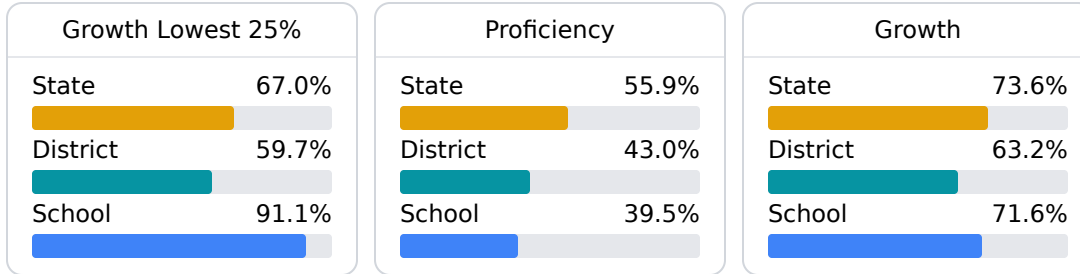 Growth Lowest 25%
State 67.0%
District 59.7%
School 91.1%
Proficiency
State 55.9%
District 43.0%
School 39.5%
Growth
State 73.6%
District 63.2%
School 71.6%